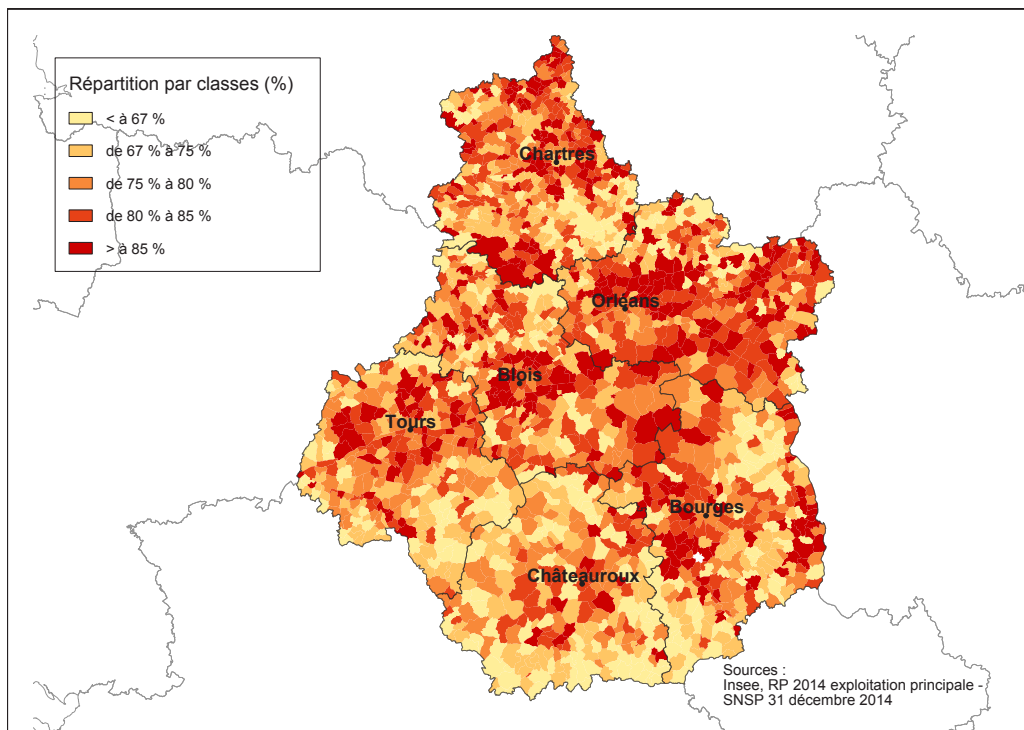 Répartition par classes (%)
< à 67 %
de 67 % à 75 %
de 75 % à 80 %
de 80 % à 85 %
> à 85 %
Chartres
Orléans
Blois
Tours
Bourges
Châteauroux
Sources :
Insee, RP 2014 exploitation principale -
SNSP 31 décembre 2014